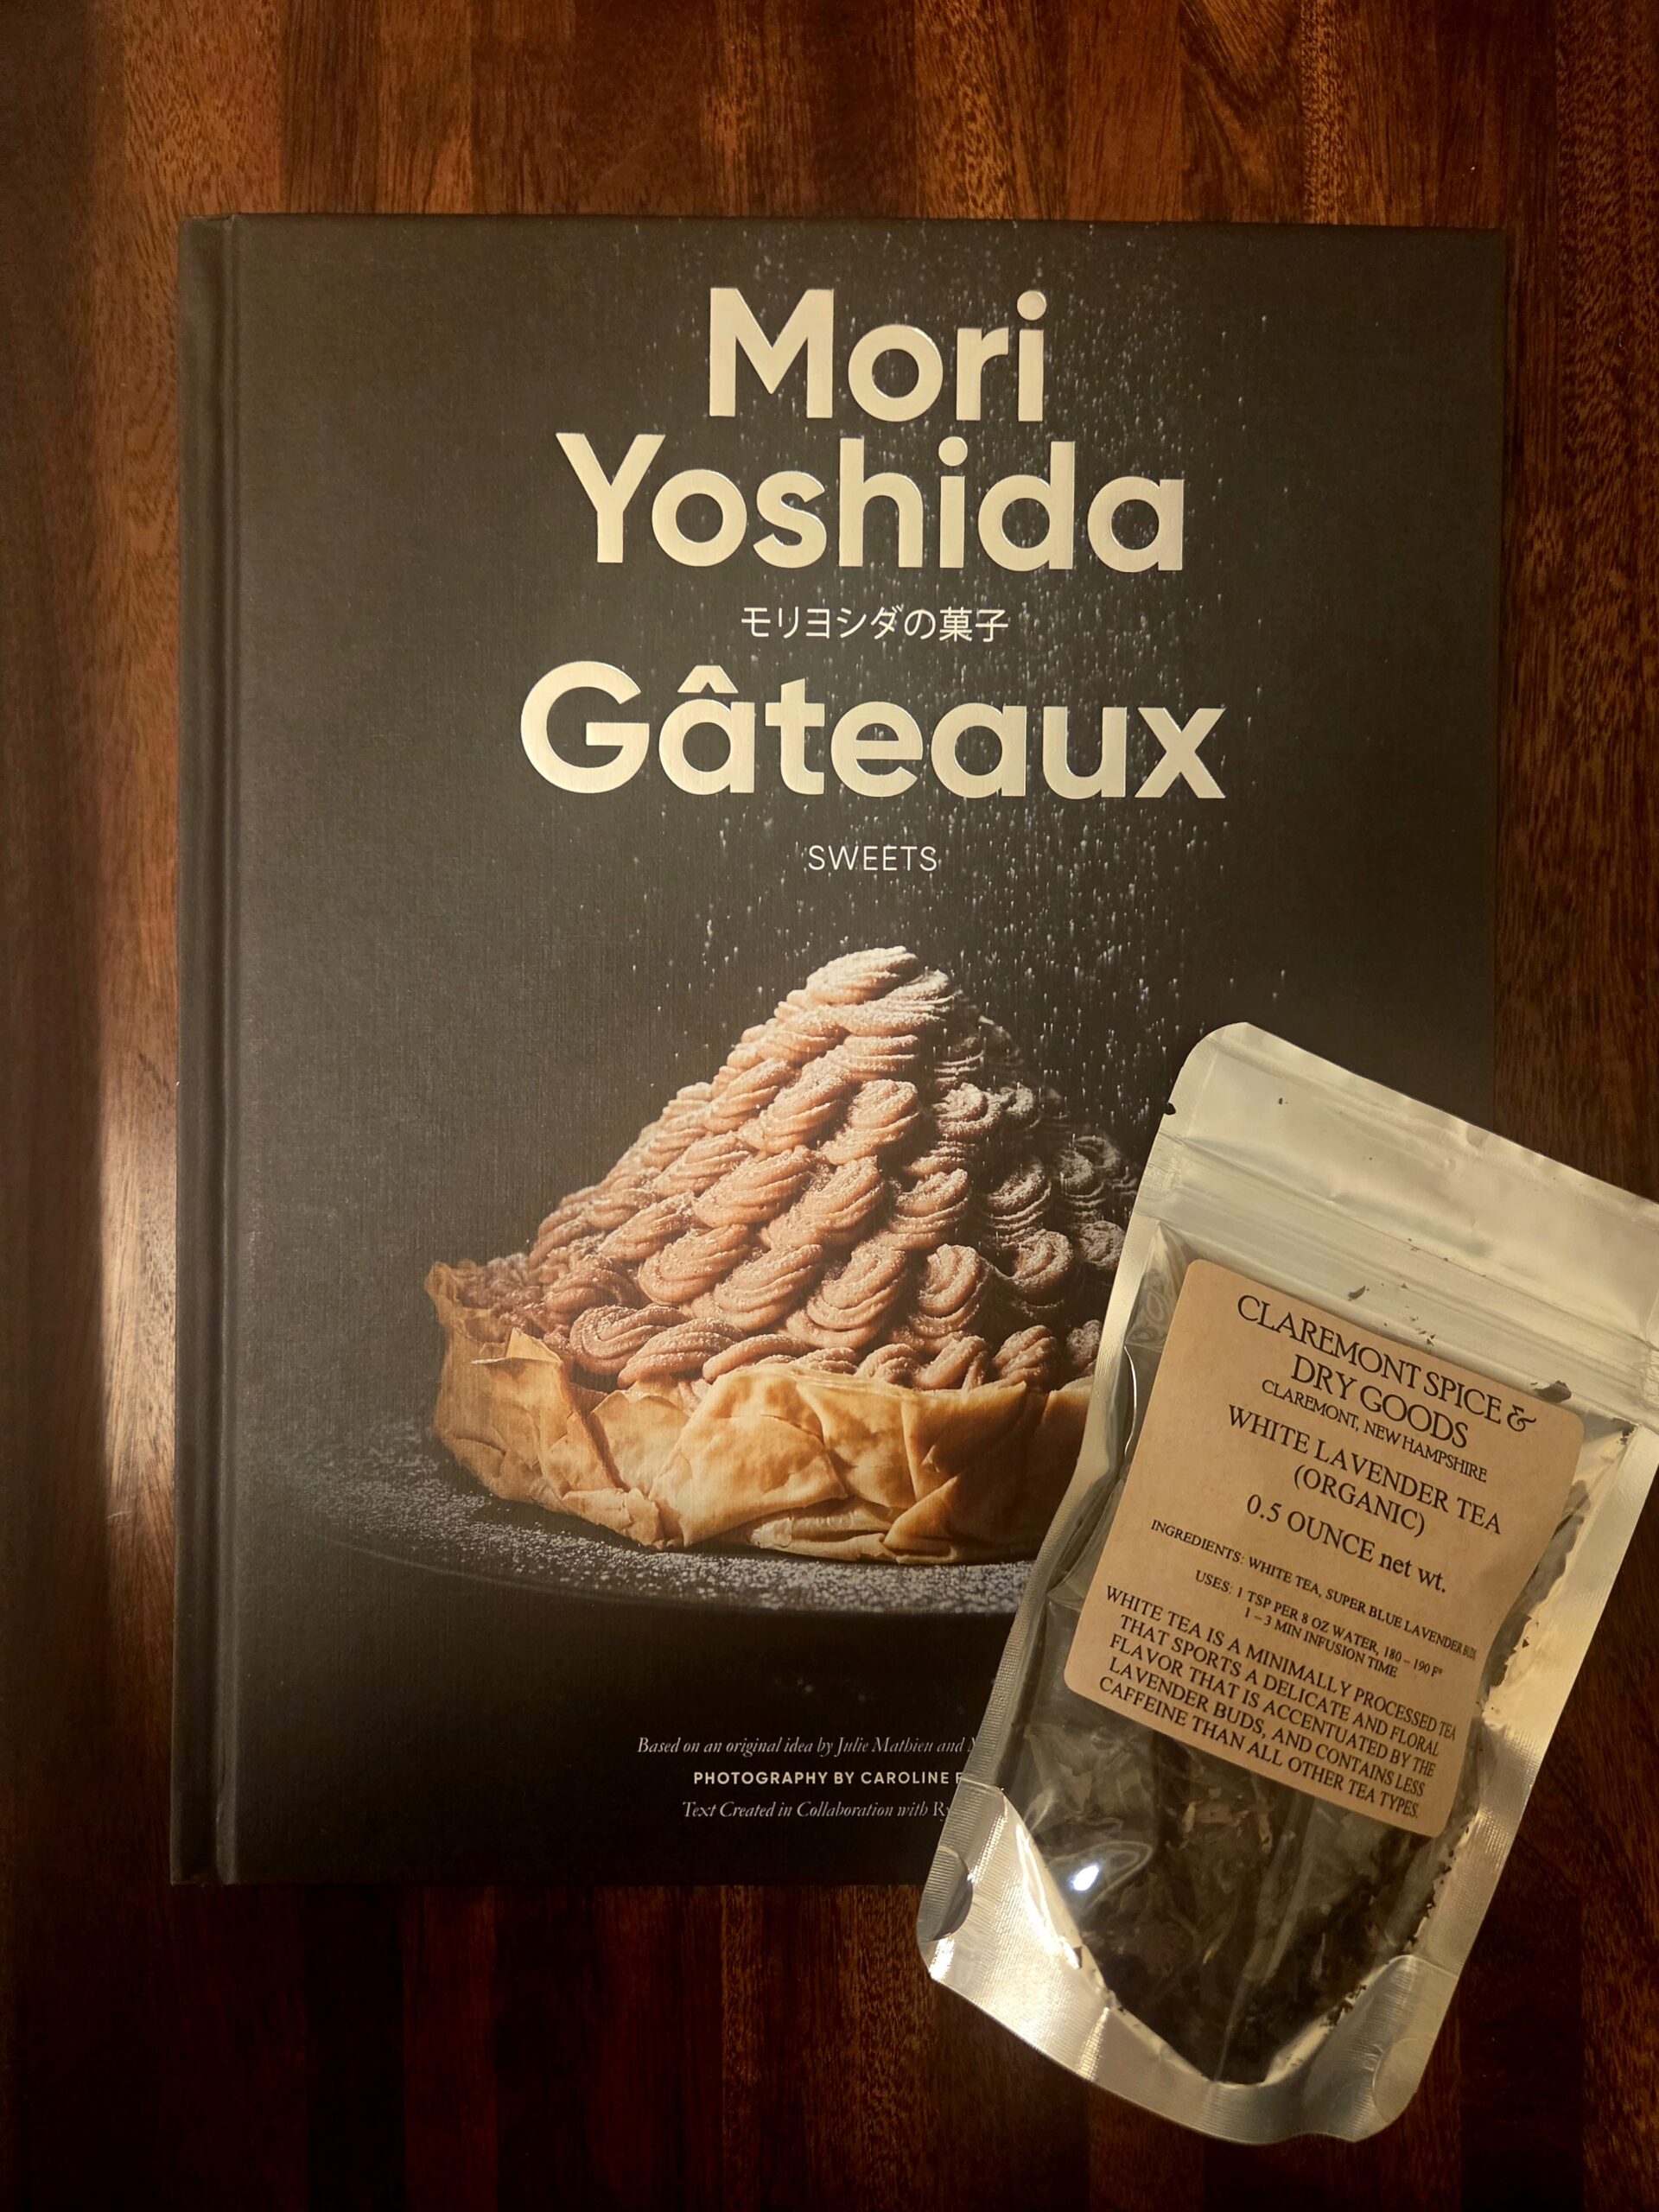 Mori
Yoshida
モリヨシダの菓子
Gâteaux
SWEETS
Based on an original idea by Julie Mathieu and
PHOTOGRAPHY BY CAROLINE
Text Created in Collaboration with
CLAREMONT SPICE &
DRY GOODS
CLAREMONT, NEW HAMPSHIRE
WHITE LAVENDER TEA
(ORGANIC)
0.5 OUNCE net wt.
INGREDIENTS: WHITE TEA, SUPER BLUE LAVENDER BUDS
USES: 1 TSP PER 8 OZ WATER, 180 – 190 Fº
1 – 3 MIN INFUSION TIME
WHITE TEA IS A MINIMALLY PROCESSED TEA
THAT SPORTS A DELICATE AND FLORAL
FLAVOR THAT IS ACCENTUATED BY THE
LAVENDER BUDS, AND CONTAINS LESS
CAFFEINE THAN ALL OTHER TEA TYPES.